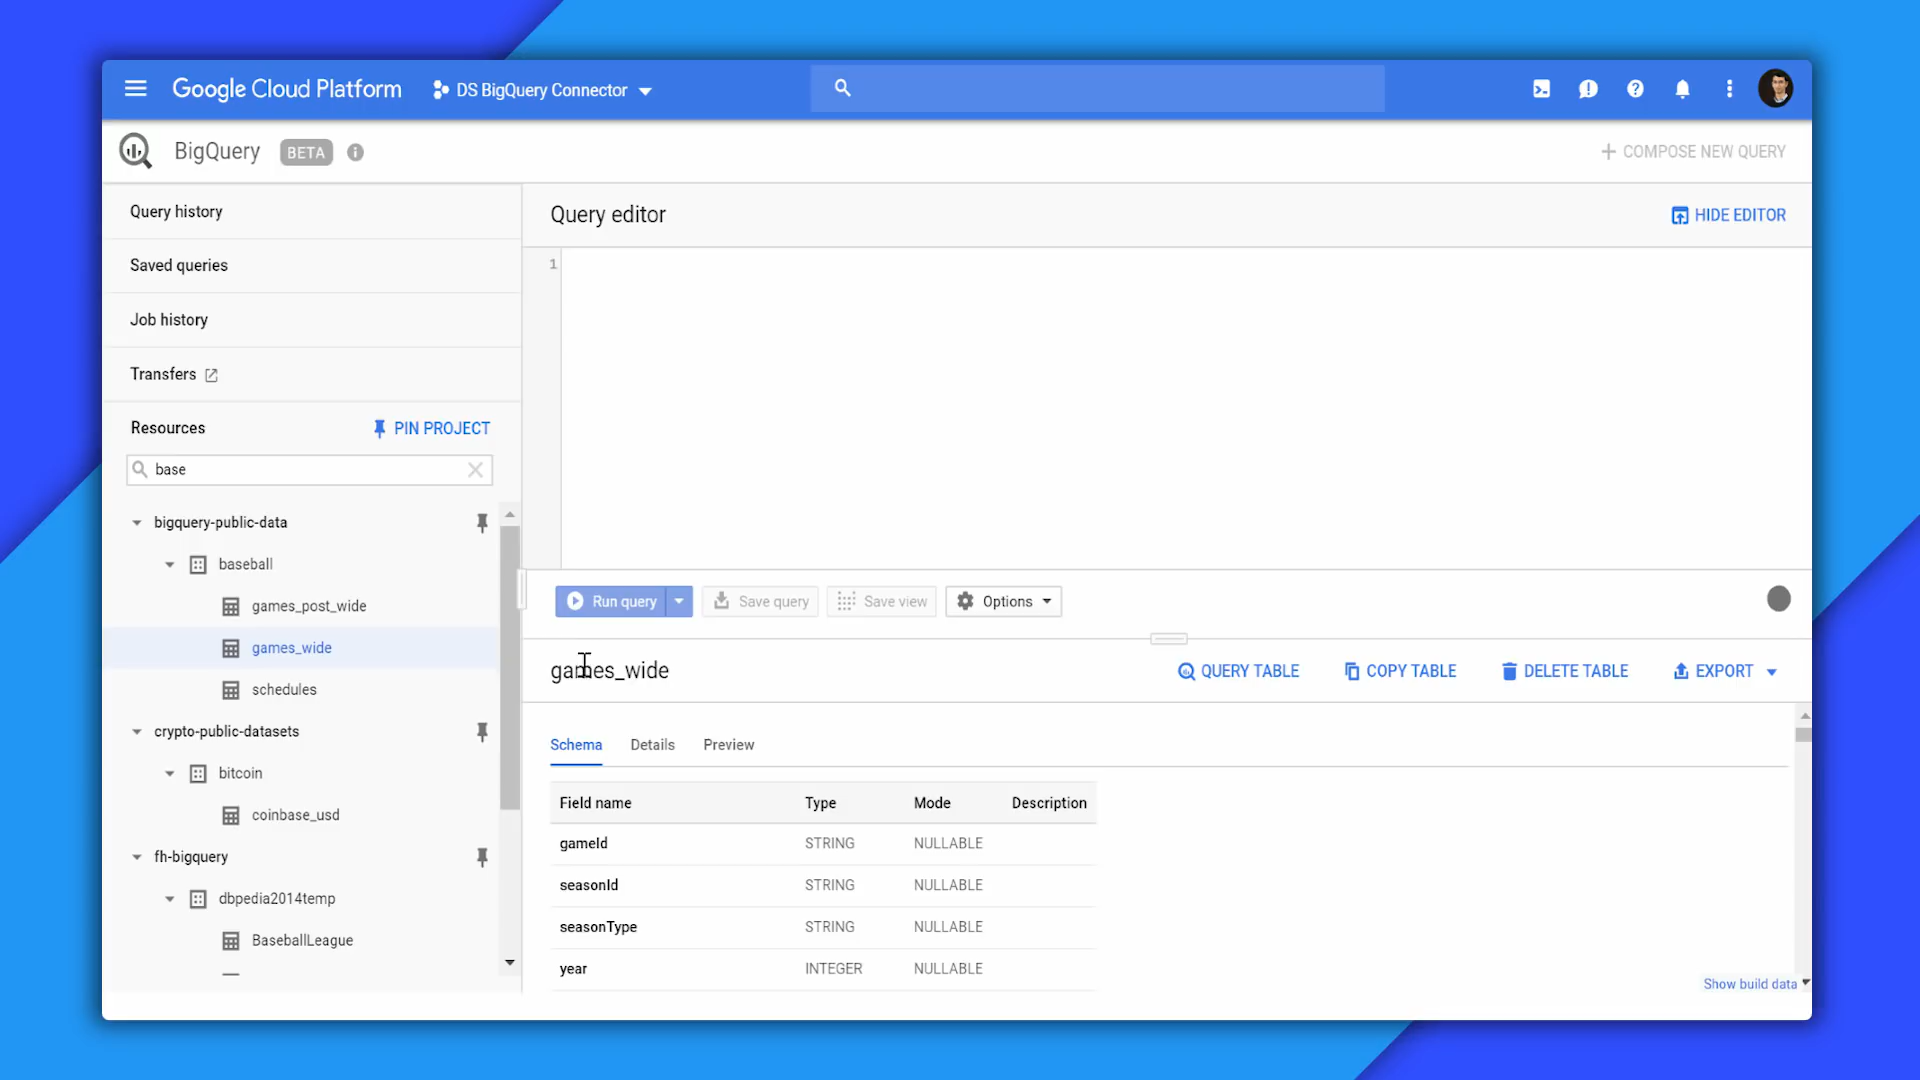 Google Cloud Platform DS BigQuery Connector
BigQuery BETA COMPOSE NEW QUERY
Query history
Saved queries
Job history
Transfers
Resources PIN PROJECT
base
bigquery-public-data
baseball
games_post_wide
games_wide
schedules
crypto-public-datasets
bitcoin
coinbase_usd
fh-bigquery
dbpedia2014temp
BaseballLeague
Query editor HIDE EDITOR
1
Run query Save query Save view Options
games_wide QUERY TABLE COPY TABLE DELETE TABLE EXPORT
Schema Details Preview
Field name Type Mode Description
gameId STRING NULLABLE
seasonId STRING NULLABLE
seasonType STRING NULLABLE
year INTEGER NULLABLE
Show build data